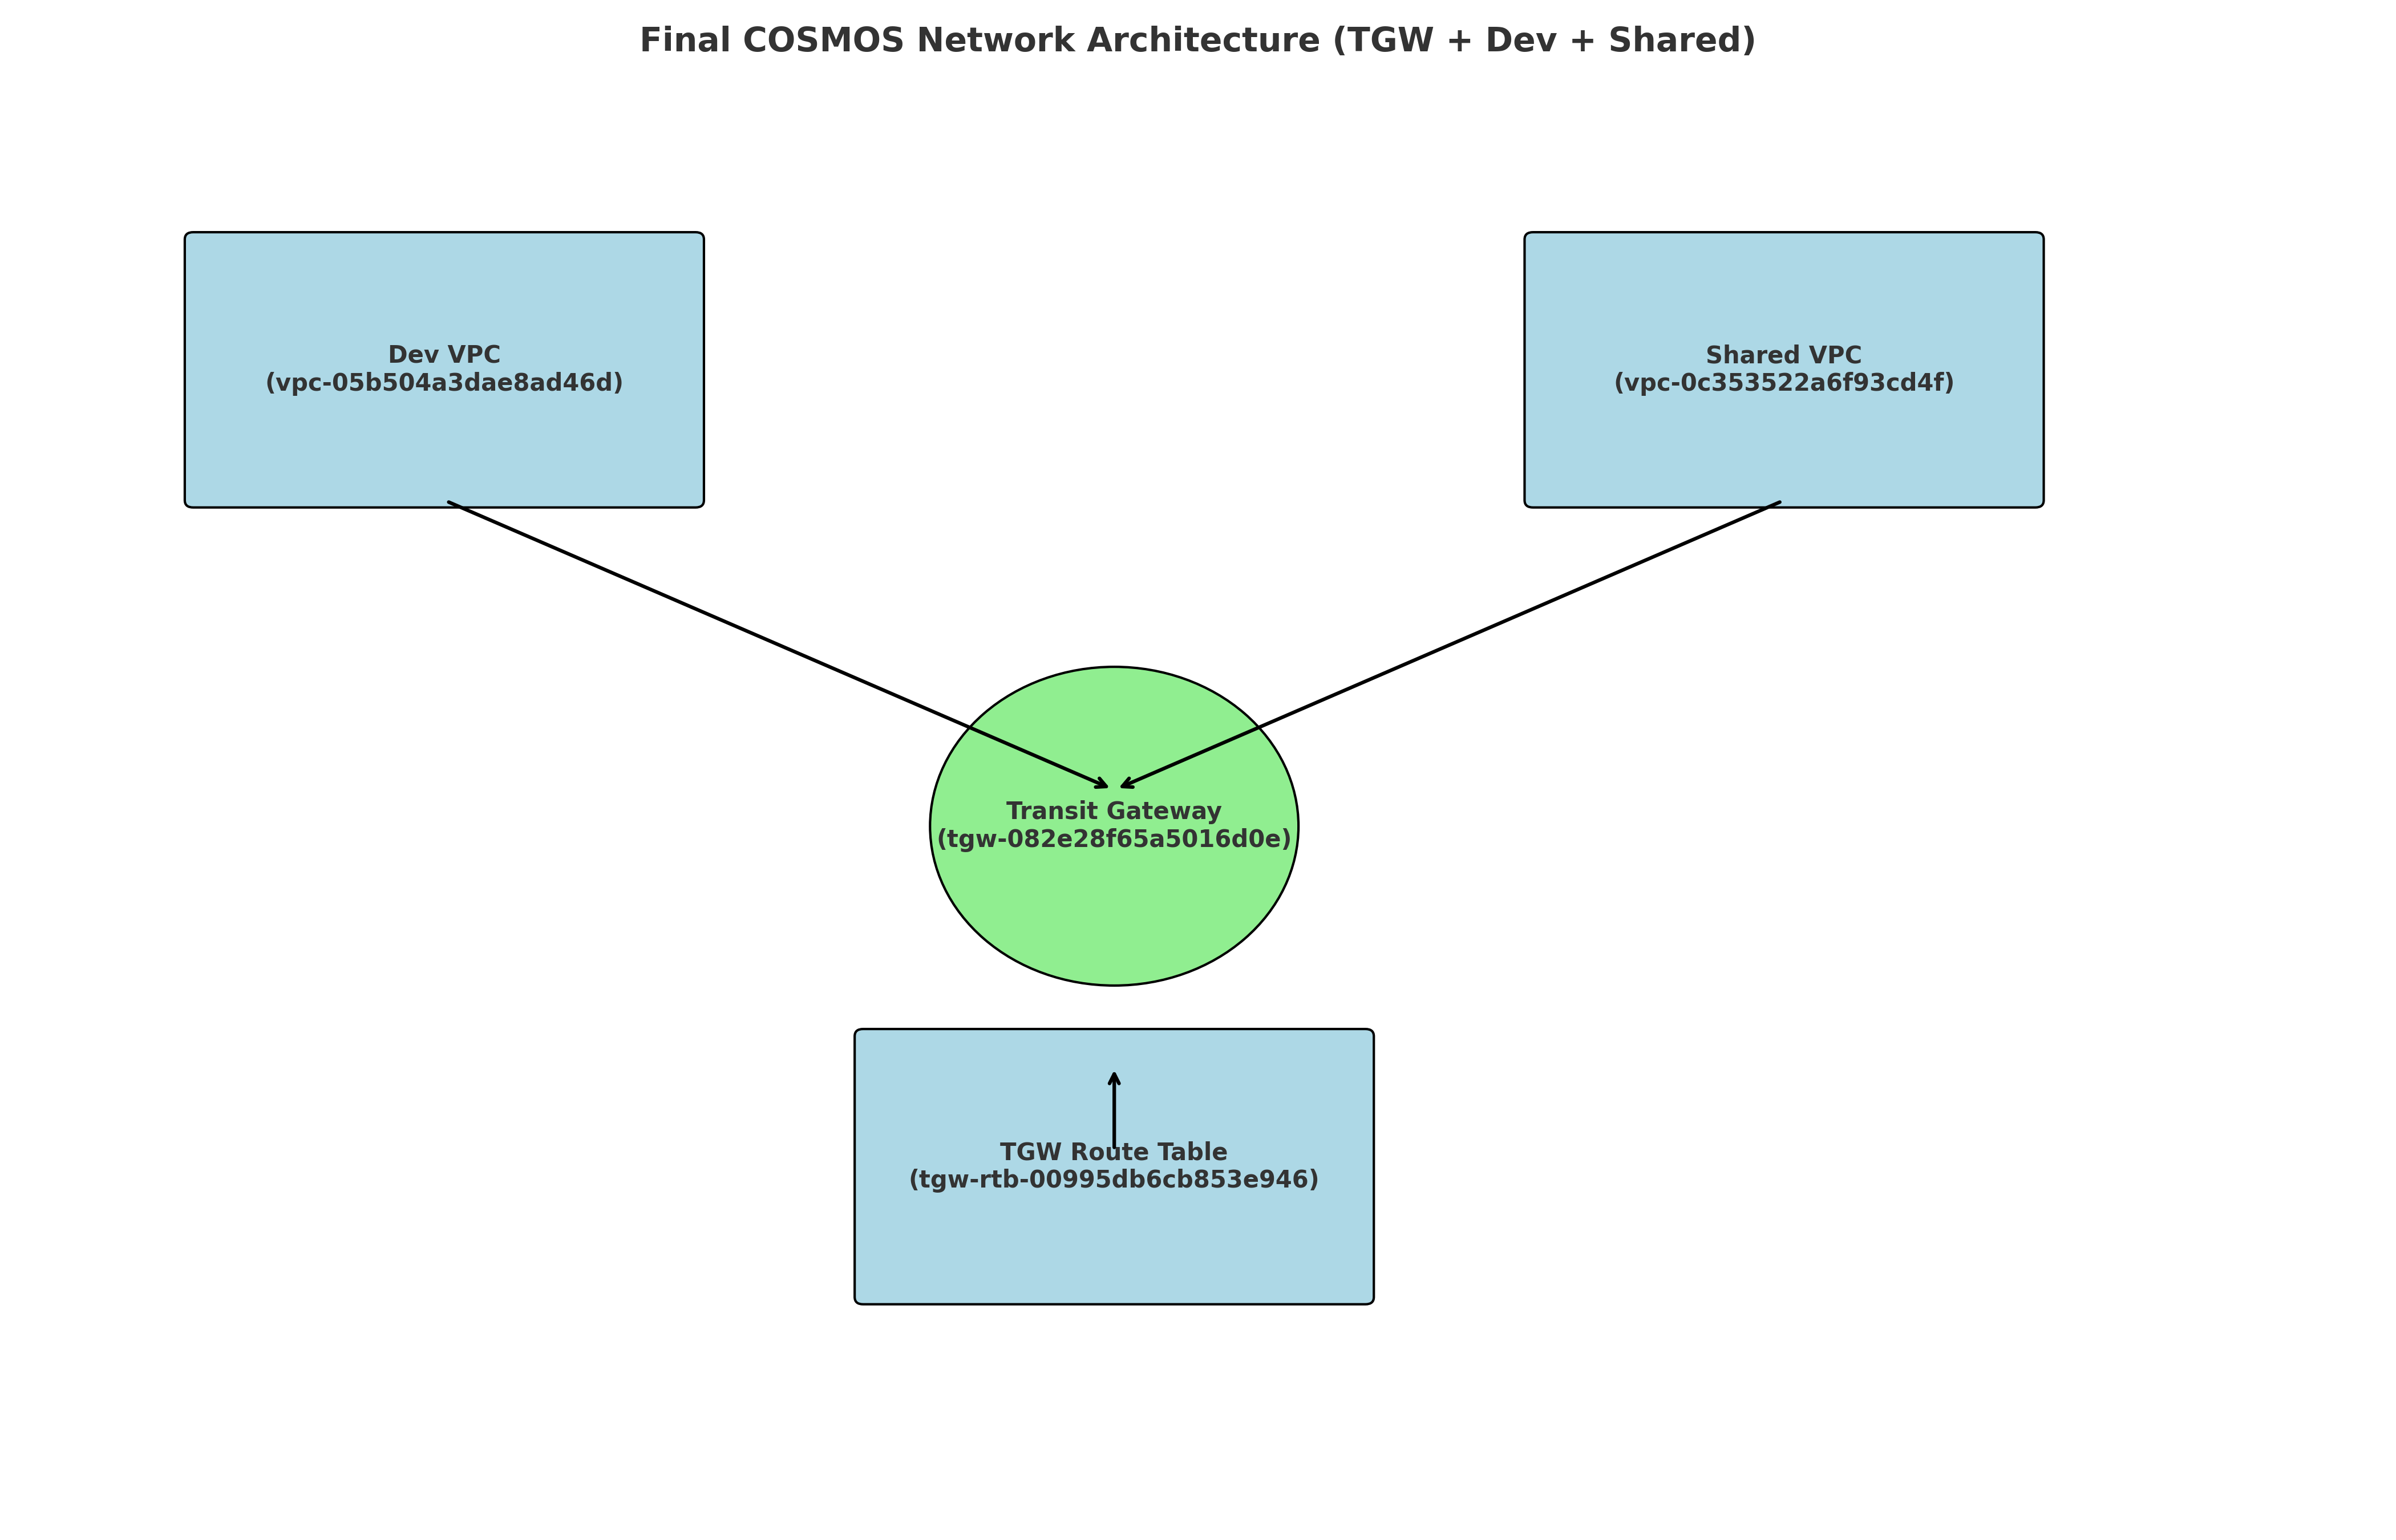 Final COSMOS Network Architecture (TGW + Dev + Shared)
Dev VPC
(vpc-05b504a3dae8ad46d)
Shared VPC
(vpc-0c353522a6f93cd4f)
Transit Gateway
(tgw-082e28f65a5016d0e)
TGW Route Table
(tgw-rtb-00995db6cb853e946)